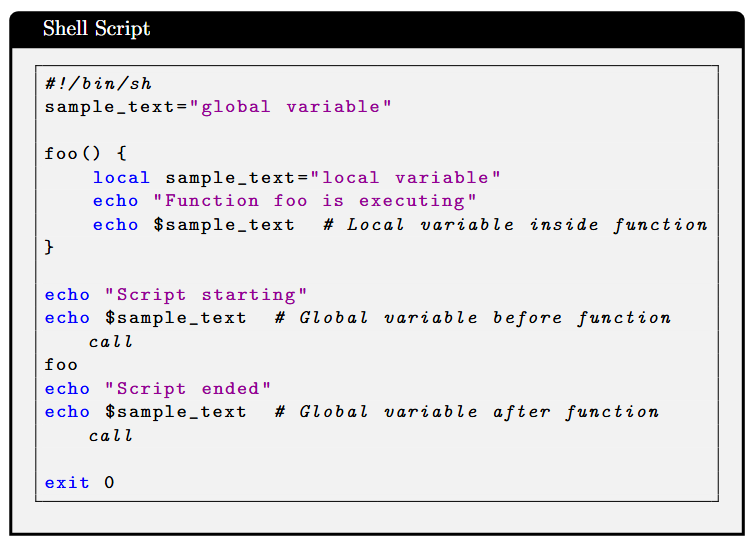 Shell Script
#!/bin/sh
sample_text="global variable"
foo() {
local sample_text="local variable"
echo "Function foo is executing"
echo $sample_text # Local variable inside function
}
echo "Script starting"
echo $sample_text # Global variable before function
call
foo
echo "Script ended"
echo $sample_text # Global variable after function
call
exit 0